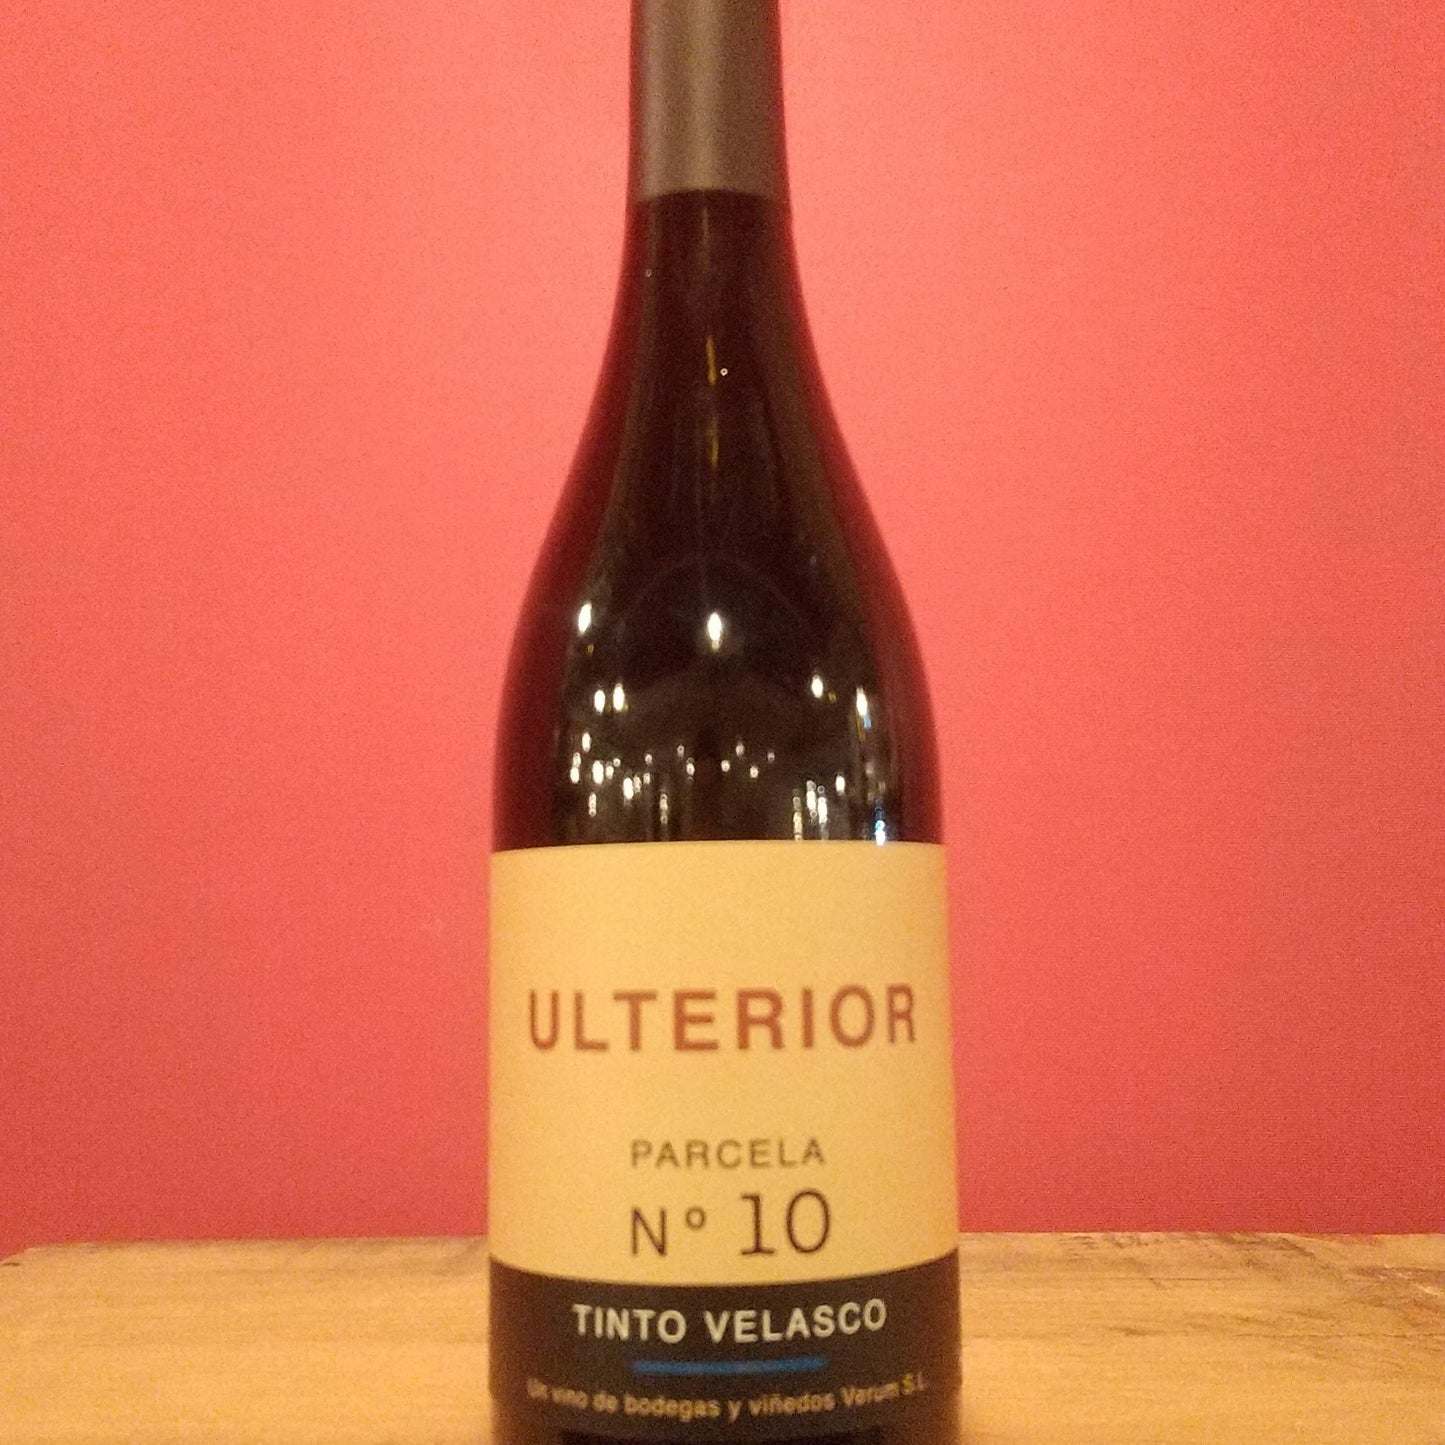 ULTERIOR
PARCELA
Nº 10
TINTO VELASCO
Un vino de bodegas y viñedos Verum S.L.